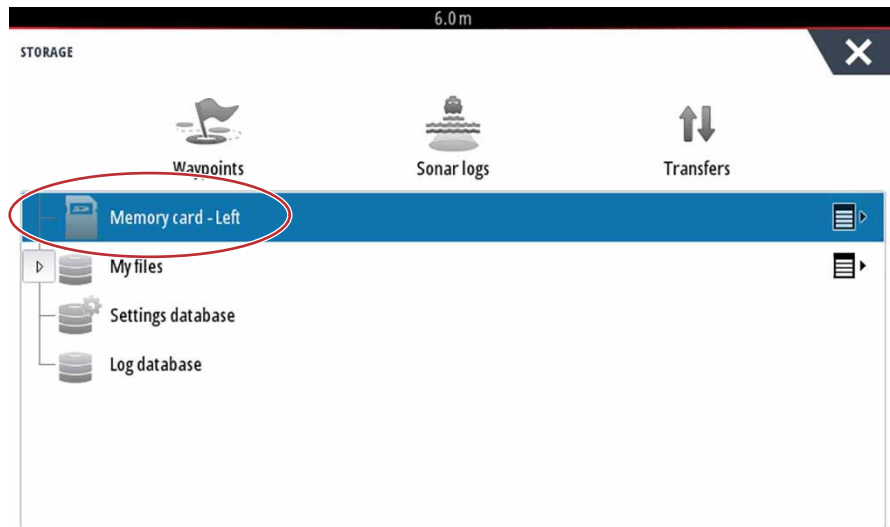 6.0 m
STORAGE
Waypoints Sonar logs Transfers
Memory card - Left
My files
Settings database
Log database